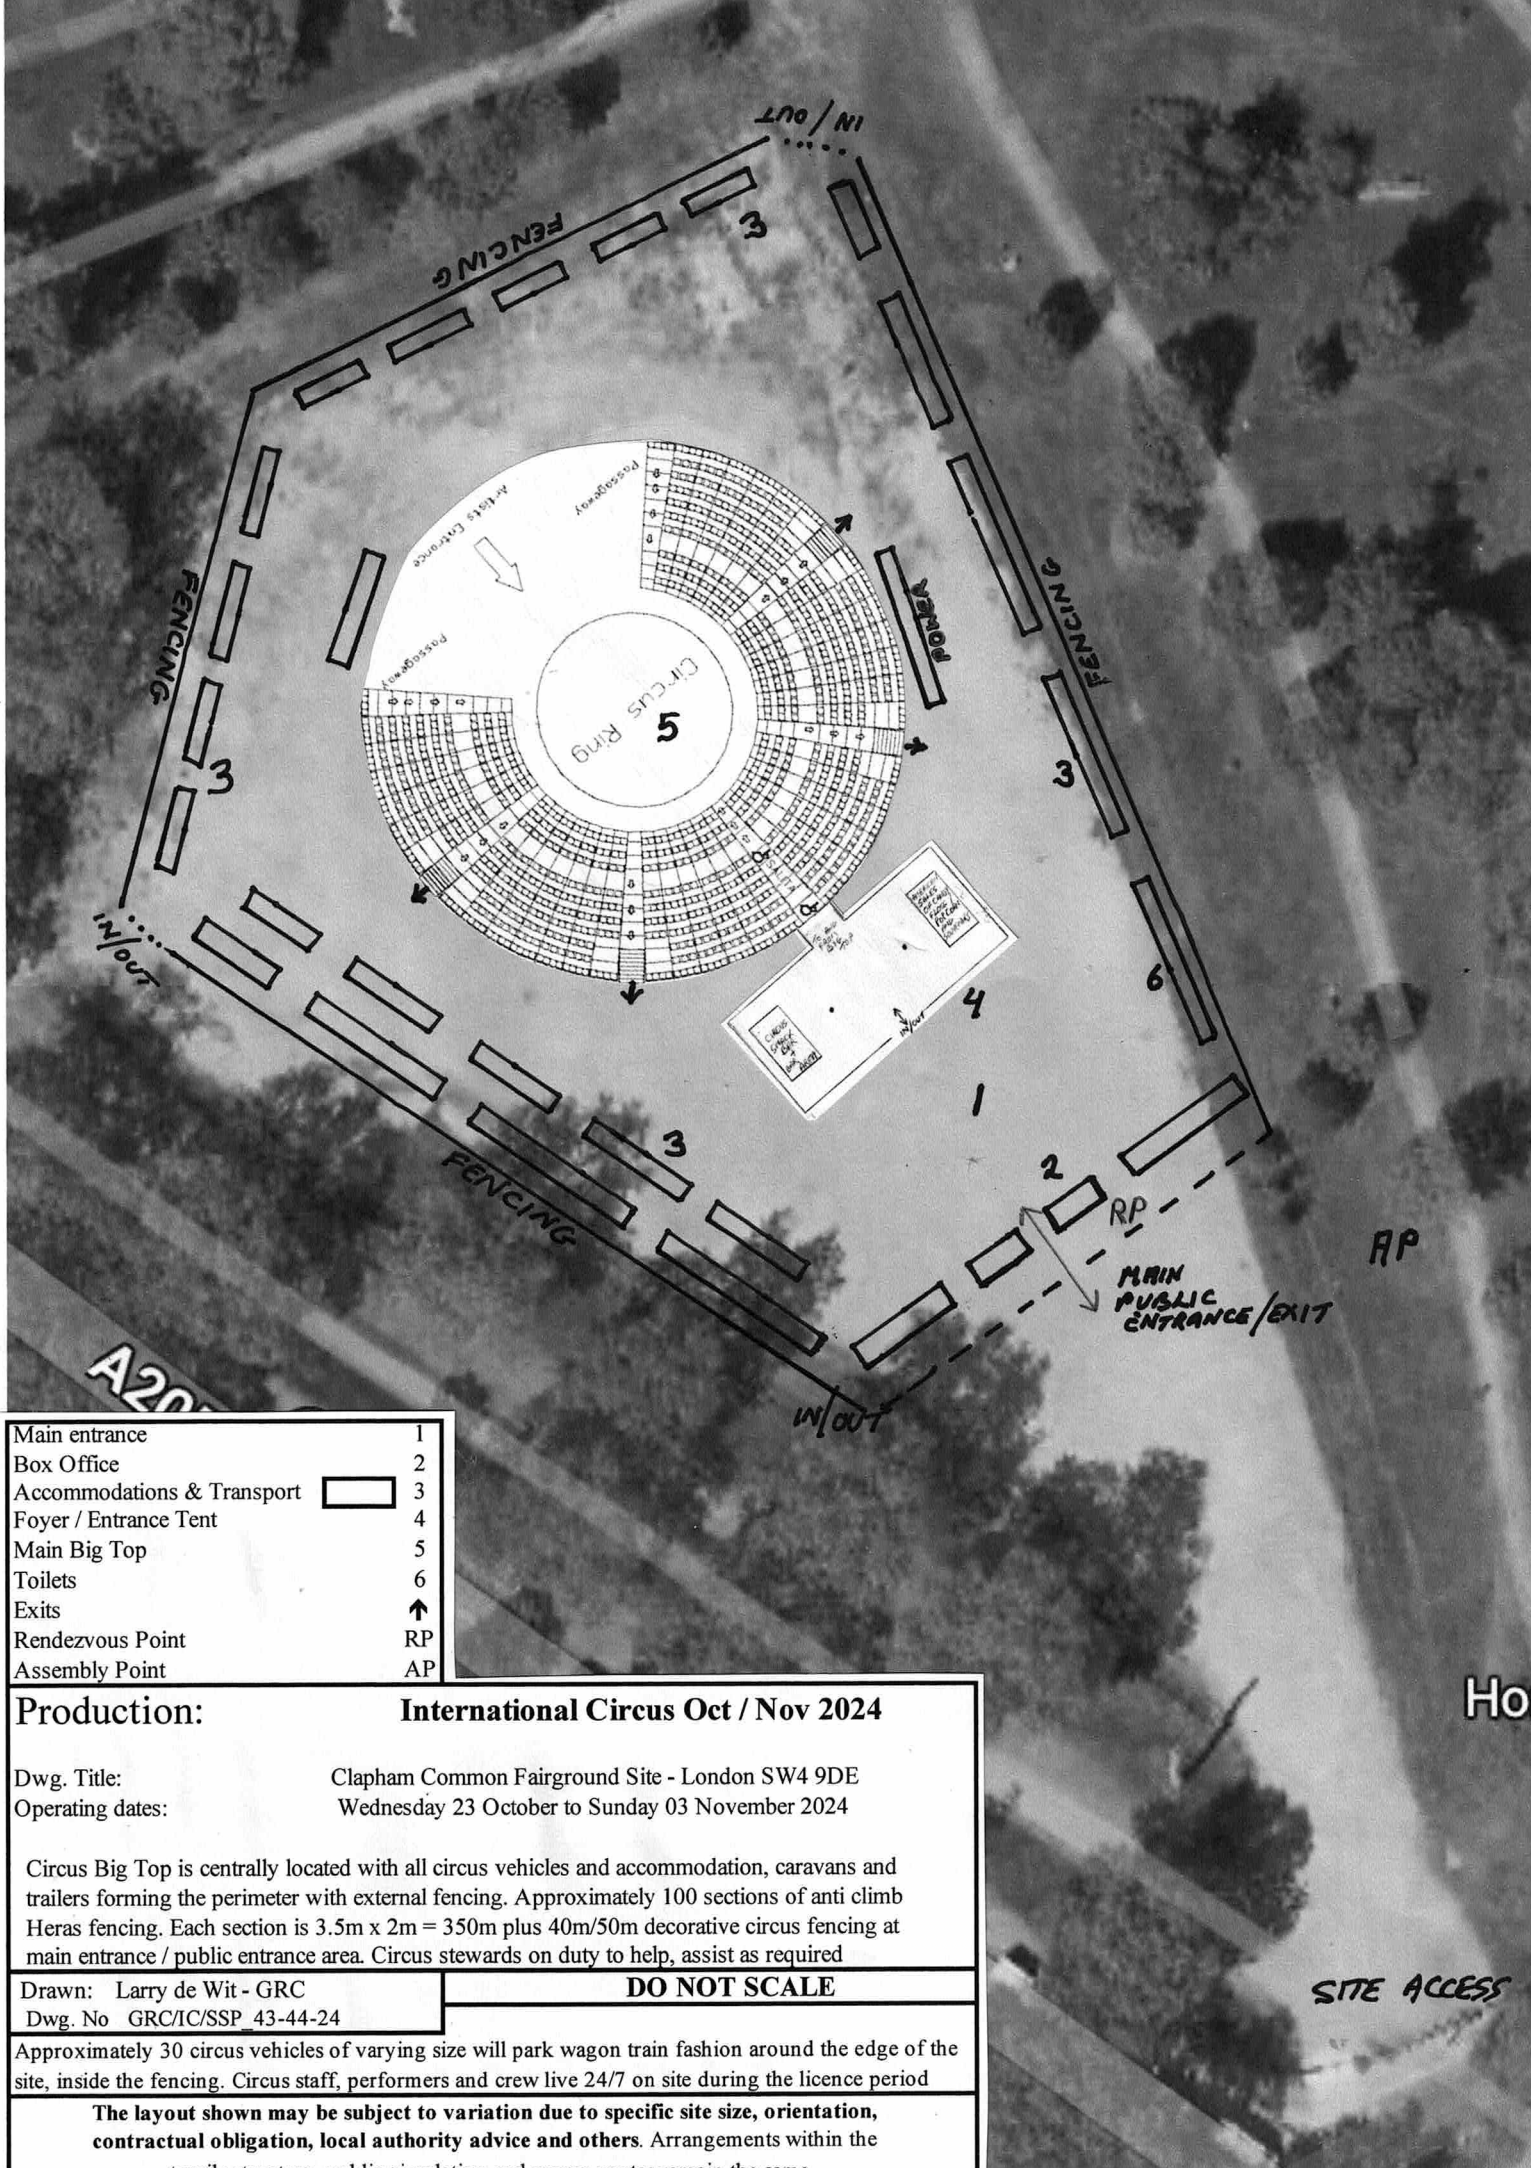 IN/OUT
FENCING
3
Artists Entrance
Passageway
Passageway
FENCING
POWER
FENCING
Circus Ring
5
3
3
IN/OUT
6
4
IN/OUT
CIRCUS
1
3
2
FENCING
RP
AP
MAIN
PUBLIC
ENTRANCE/EXIT
IN/OUT
Main entrance 1
Box Office 2
Accommodations & Transport 3
Foyer / Entrance Tent 4
Main Big Top 5
Toilets 6
Exits ↑
Rendezvous Point RP
Assembly Point AP
Ho
Production: International Circus Oct / Nov 2024
Dwg. Title: Clapham Common Fairground Site - London SW4 9DE
Operating dates: Wednesday 23 October to Sunday 03 November 2024
Circus Big Top is centrally located with all circus vehicles and accommodation, caravans and
trailers forming the perimeter with external fencing. Approximately 100 sections of anti climb
Heras fencing. Each section is 3.5m x 2m = 350m plus 40m/50m decorative circus fencing at
main entrance / public entrance area. Circus stewards on duty to help, assist as required
Drawn: Larry de Wit - GRC
DO NOT SCALE
Dwg. No GRC/IC/SSP_43-44-24
SITE ACCESS
Approximately 30 circus vehicles of varying size will park wagon train fashion around the edge of the
site, inside the fencing. Circus staff, performers and crew live 24/7 on site during the licence period
The layout shown may be subject to variation due to specific site size, orientation,
contractual obligation, local authority advice and others. Arrangements within the